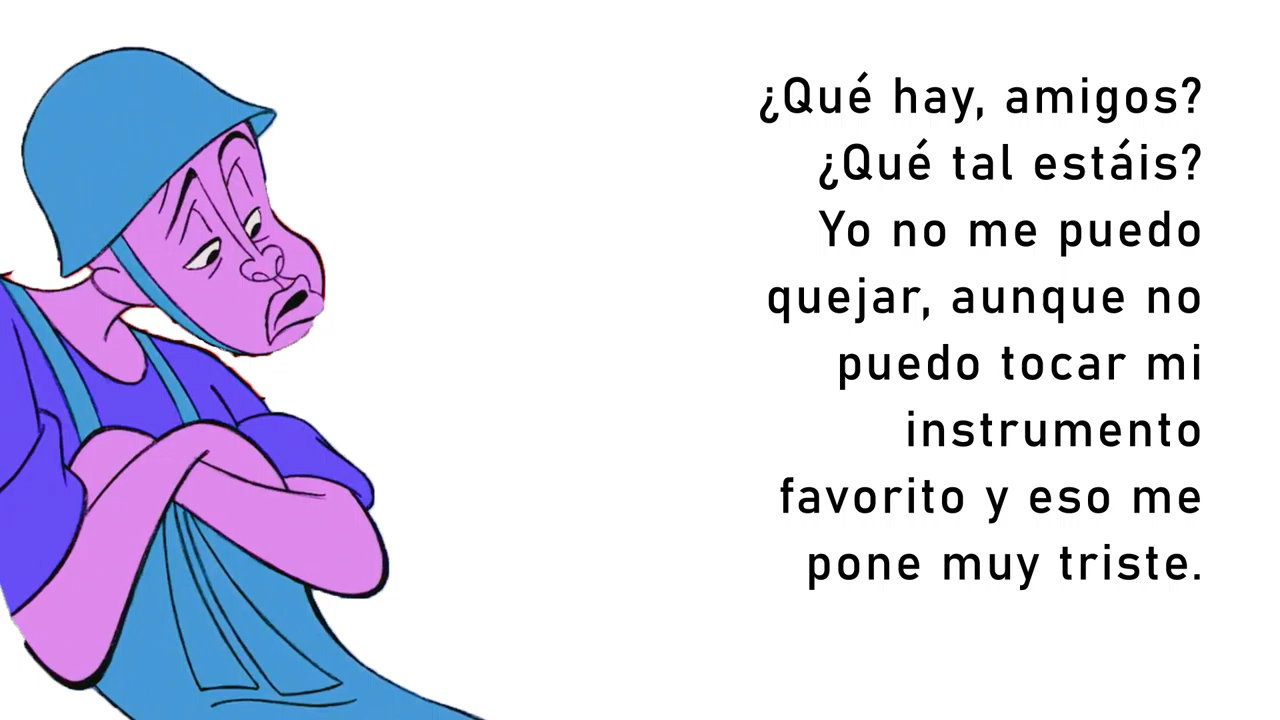 ¿Qué hay, amigos?
¿Qué tal estáis?
Yo no me puedo
quejar, aunque no
puedo tocar mi
instrumento
favorito y eso me
pone muy triste.